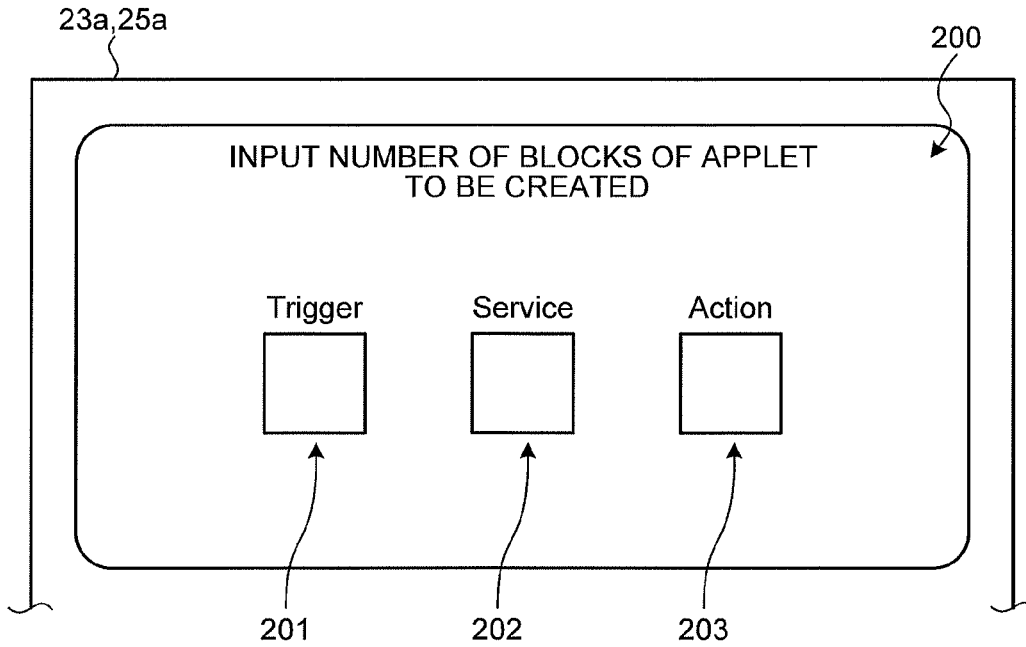 23a,25a
200
INPUT NUMBER OF BLOCKS OF APPLET
TO BE CREATED
Trigger Service Action
201 202 203